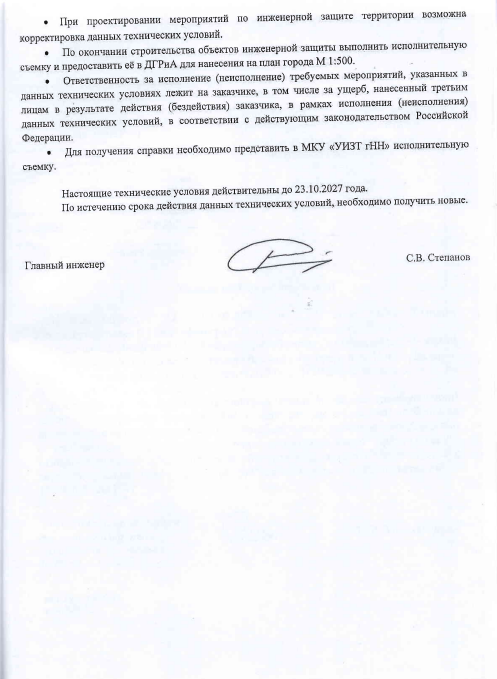 • При проектировании мероприятий по инженерной защите территории возможна
корректировка данных технических условий.
• По окончании строительства объектов инженерной защиты выполнить исполнительную
съемку и предоставить её в ДГРиА для нанесения на план города М 1:500.
• Ответственность за исполнение (неисполнение) требуемых мероприятий, указанных в
данных технических условиях лежит на заказчике, в том числе за ущерб, нанесенный третьим
лицам в результате действия (бездействия) заказчика, в рамках исполнения (неисполнения)
данных технических условий, в соответствии с действующим законодательством Российской
Федерации.
• Для получения справки необходимо представить в МКУ «УИЗТ гНН» исполнительную
съемку.
Настоящие технические условия действительны до 23.10.2027 года.
По истечению срока действия данных технических условий, необходимо получить новые.
Главный инженер
С.В. Степанов